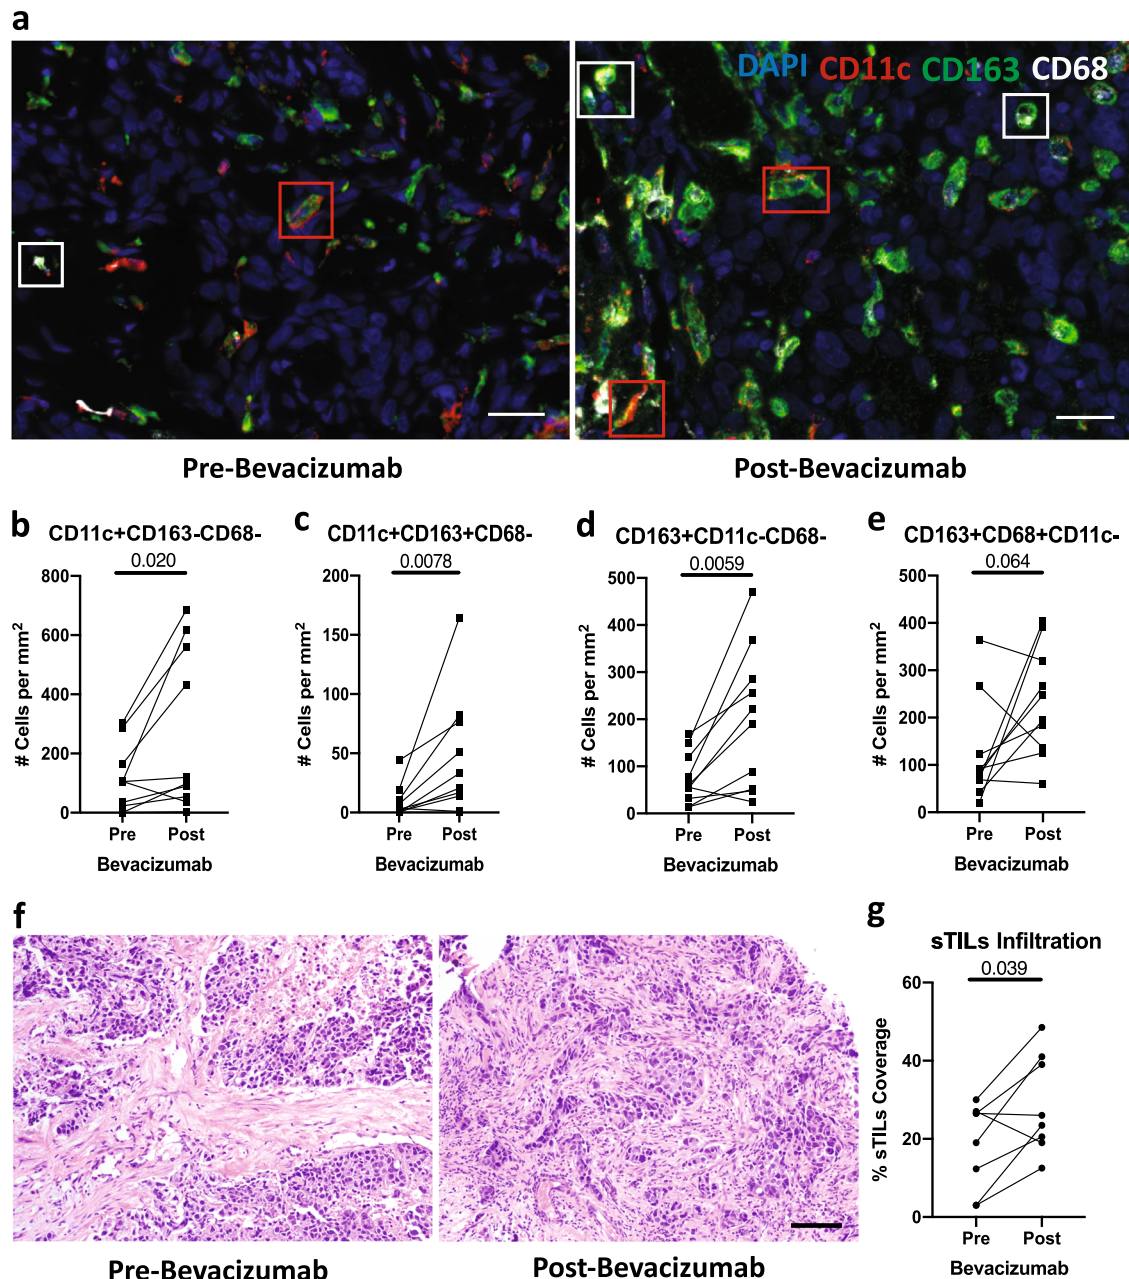 a
DAPI CD11c CD163 CD68
Pre-Bevacizumab
Post-Bevacizumab
b
CD11c+CD163-CD68-
0.020
# Cells per mm²
800
600
400
200
0
Pre
Post
Bevacizumab
c
CD11c+CD163+CD68-
0.0078
# Cells per mm²
200
150
100
50
0
Pre
Post
Bevacizumab
d
CD163+CD11c-CD68-
0.0059
# Cells per mm²
500
400
300
200
100
0
Pre
Post
Bevacizumab
e
CD163+CD68+CD11c-
0.064
# Cells per mm²
500
400
300
200
100
0
Pre
Post
Bevacizumab
f
Pre-Bevacizumab
Post-Bevacizumab
g
sTILs Infiltration
0.039
% sTILs Coverage
60
40
20
0
Pre
Post
Bevacizumab